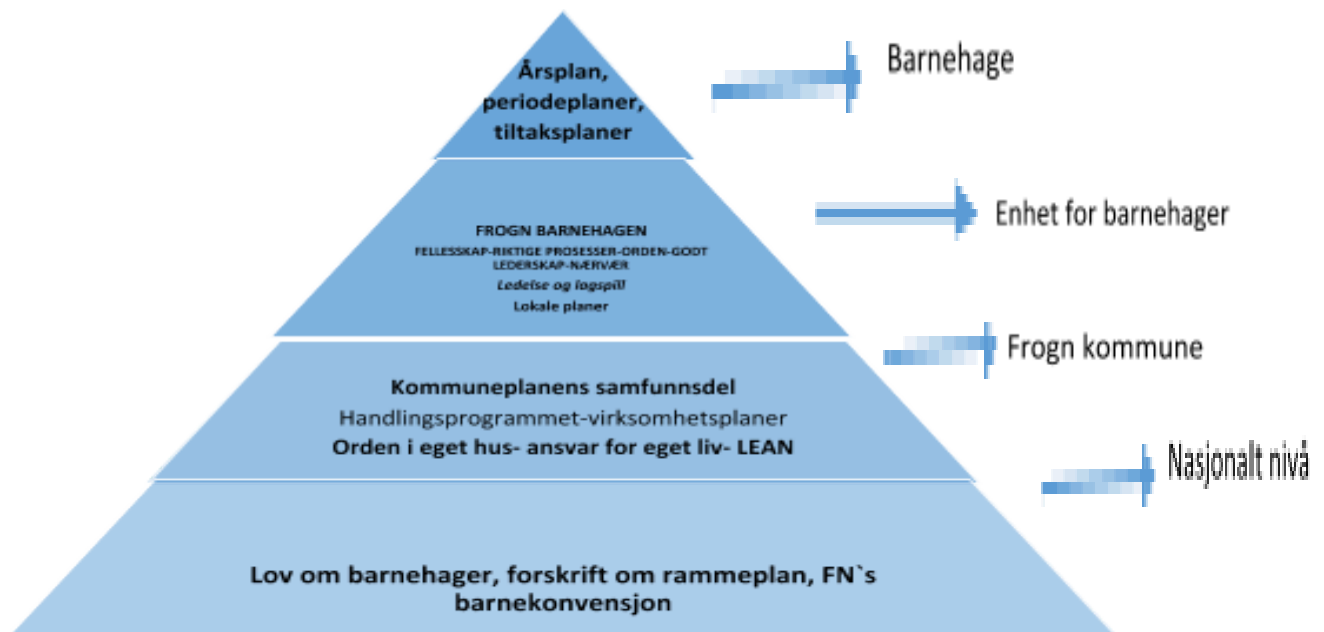 Årsplan,
periodeplaner,
tiltaksplaner
Barnehage
FROGN BARNEHAGEN
FELLESSKAP-RIKTIGE PROSESSER-ORDEN-GODT
LEDERSKAP-NÆRVÆR
Ledelse og lagspill
Lokale planer
Enhet for barnehager
Kommuneplanens samfunnsdel
Handlingsprogrammet-virksomhetsplaner
Orden i eget hus- ansvar for eget liv- LEAN
Frogn kommune
Lov om barnehager, forskrift om rammeplan, FN`s
barnekonvensjon
Nasjonalt nivå